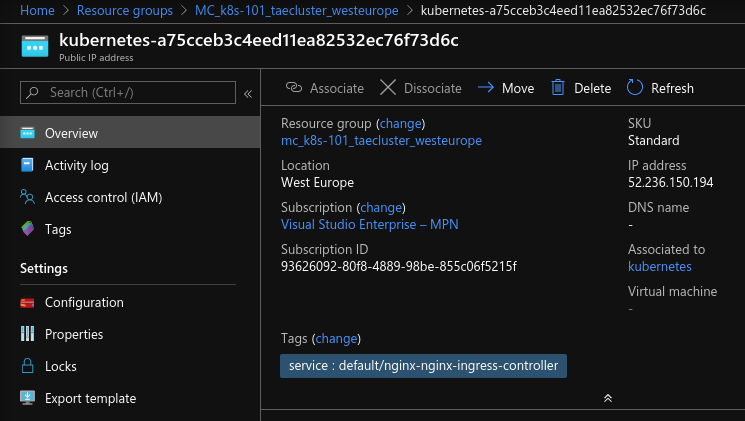 Home > Resource groups > MC_k8s-101_taecluster_westeurope > kubernetes-a75cceb3c4eed11ea82532ec76f73d6c
kubernetes-a75cceb3c4eed11ea82532ec76f73d6c
Public IP address
Search (Ctrl+/)
«
Overview
Activity log
Access control (IAM)
Tags
Settings
Configuration
Properties
Locks
Export template
Associate
Dissociate
Move
Delete
Refresh
Resource group (change)
mc_k8s-101_taecluster_westeurope
Location
West Europe
Subscription (change)
Visual Studio Enterprise – MPN
Subscription ID
93626092-80f8-4889-98be-855c06f5215f
SKU
Standard
IP address
52.236.150.194
DNS name
-
Associated to
kubernetes
Virtual machine
-
Tags (change)
service : default/nginx-nginx-ingress-controller